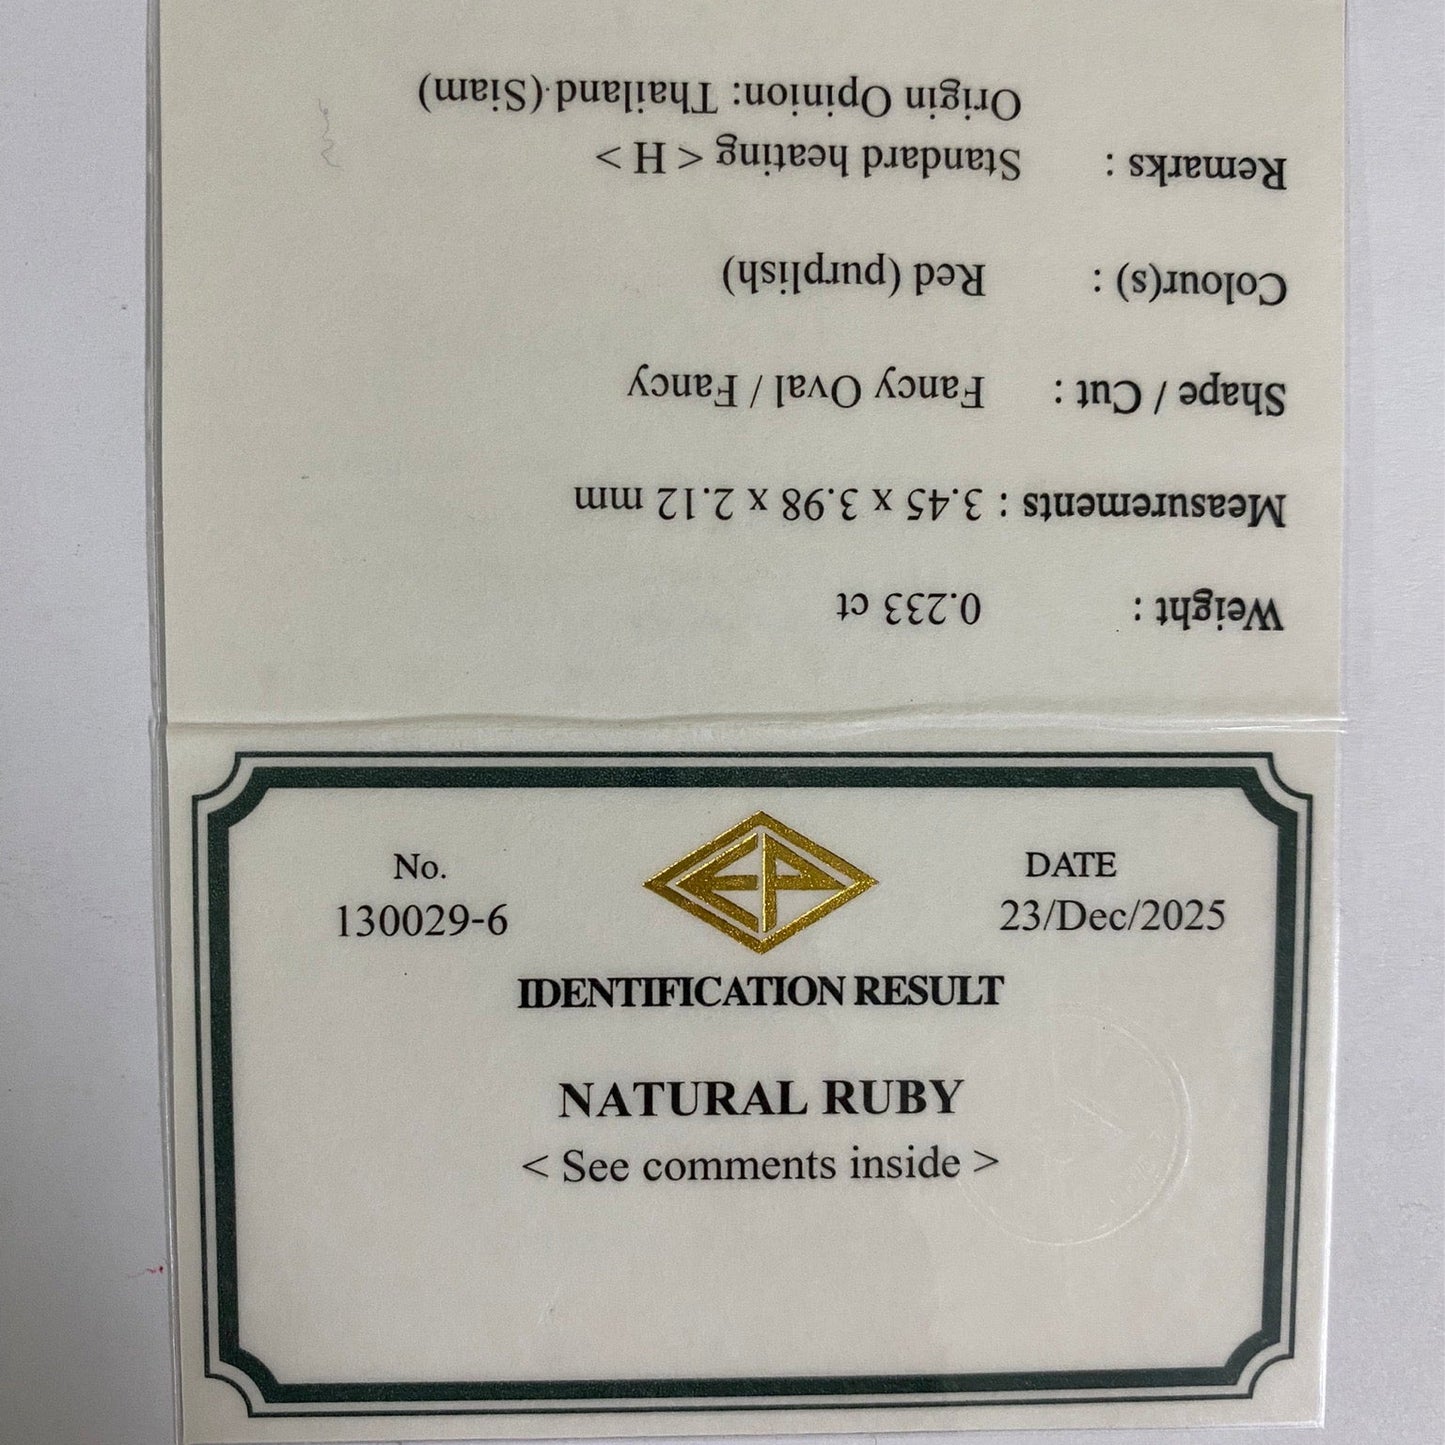 No.
130029-6
EP
DATE
23/Dec/2025
IDENTIFICATION RESULT
NATURAL RUBY
< See comments inside >
Weight : 0.233 ct
Measurements : 3.45 x 3.98 x 2.12 mm
Shape / Cut : Fancy Oval / Fancy
Colour(s) : Red (purplish)
Remarks : Standard heating < H >
Origin Opinion: Thailand (Siam)